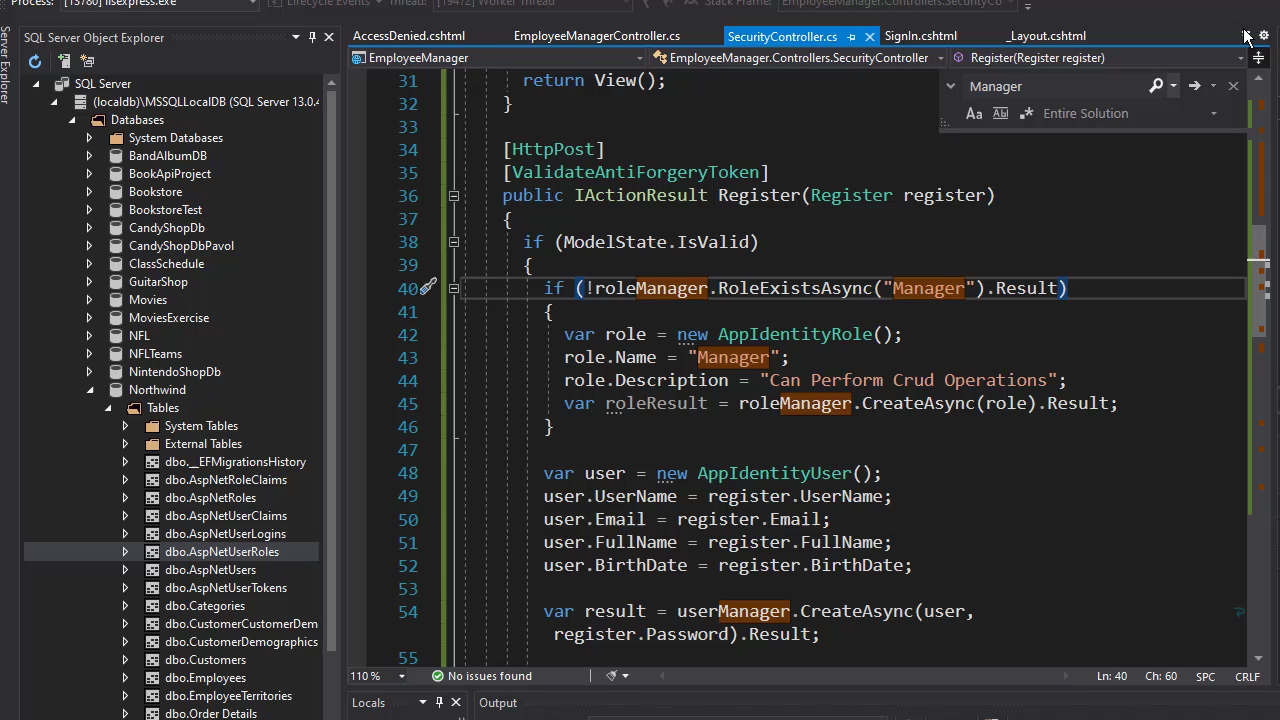 Process: [13780] iisexpress.exe
Lifecycle Events
Thread: [19472] Worker Thread
Stack Frame: EmployeeManager.Controllers.SecurityCo
Server Explorer
SQL Server Object Explorer
SQL Server
(localdb)\MSSQLLocalDB (SQL Server 13.0.4
Databases
System Databases
BandAlbumDB
BookApiProject
Bookstore
BookstoreTest
CandyShopDb
CandyShopDbPavol
ClassSchedule
GuitarShop
Movies
MoviesExercise
NFL
NFLTeams
NintendoShopDb
Northwind
Tables
System Tables
External Tables
dbo.__EFMigrationsHistory
dbo.AspNetRoleClaims
dbo.AspNetRoles
dbo.AspNetUserClaims
dbo.AspNetUserLogins
dbo.AspNetUserRoles
dbo.AspNetUsers
dbo.AspNetUserTokens
dbo.Categories
dbo.CustomerCustomerDem
dbo.CustomerDemographics
dbo.Customers
dbo.Employees
dbo.EmployeeTerritories
dbo.Order Details
AccessDenied.cshtml
EmployeeManagerController.cs
SecurityController.cs
SignIn.cshtml
_Layout.cshtml
EmployeeManager
EmployeeManager.Controllers.SecurityController
Register(Register register)
Manager
Aa
Ab
Entire Solution
31 return View();
32 }
33
34 [HttpPost]
35 [ValidateAntiForgeryToken]
36 public IActionResult Register(Register register)
37 {
38 if (ModelState.IsValid)
39 {
40 if (!roleManager.RoleExistsAsync("Manager").Result)
41 {
42 var role = new AppIdentityRole();
43 role.Name = "Manager";
44 role.Description = "Can Perform Crud Operations";
45 var roleResult = roleManager.CreateAsync(role).Result;
46 }
47
48 var user = new AppIdentityUser();
49 user.UserName = register.UserName;
50 user.Email = register.Email;
51 user.FullName = register.FullName;
52 user.BirthDate = register.BirthDate;
53
54 var result = userManager.CreateAsync(user,
register.Password).Result;
55
110 %
No issues found
Ln: 40
Ch: 60
SPC
CRLF
Locals
Output